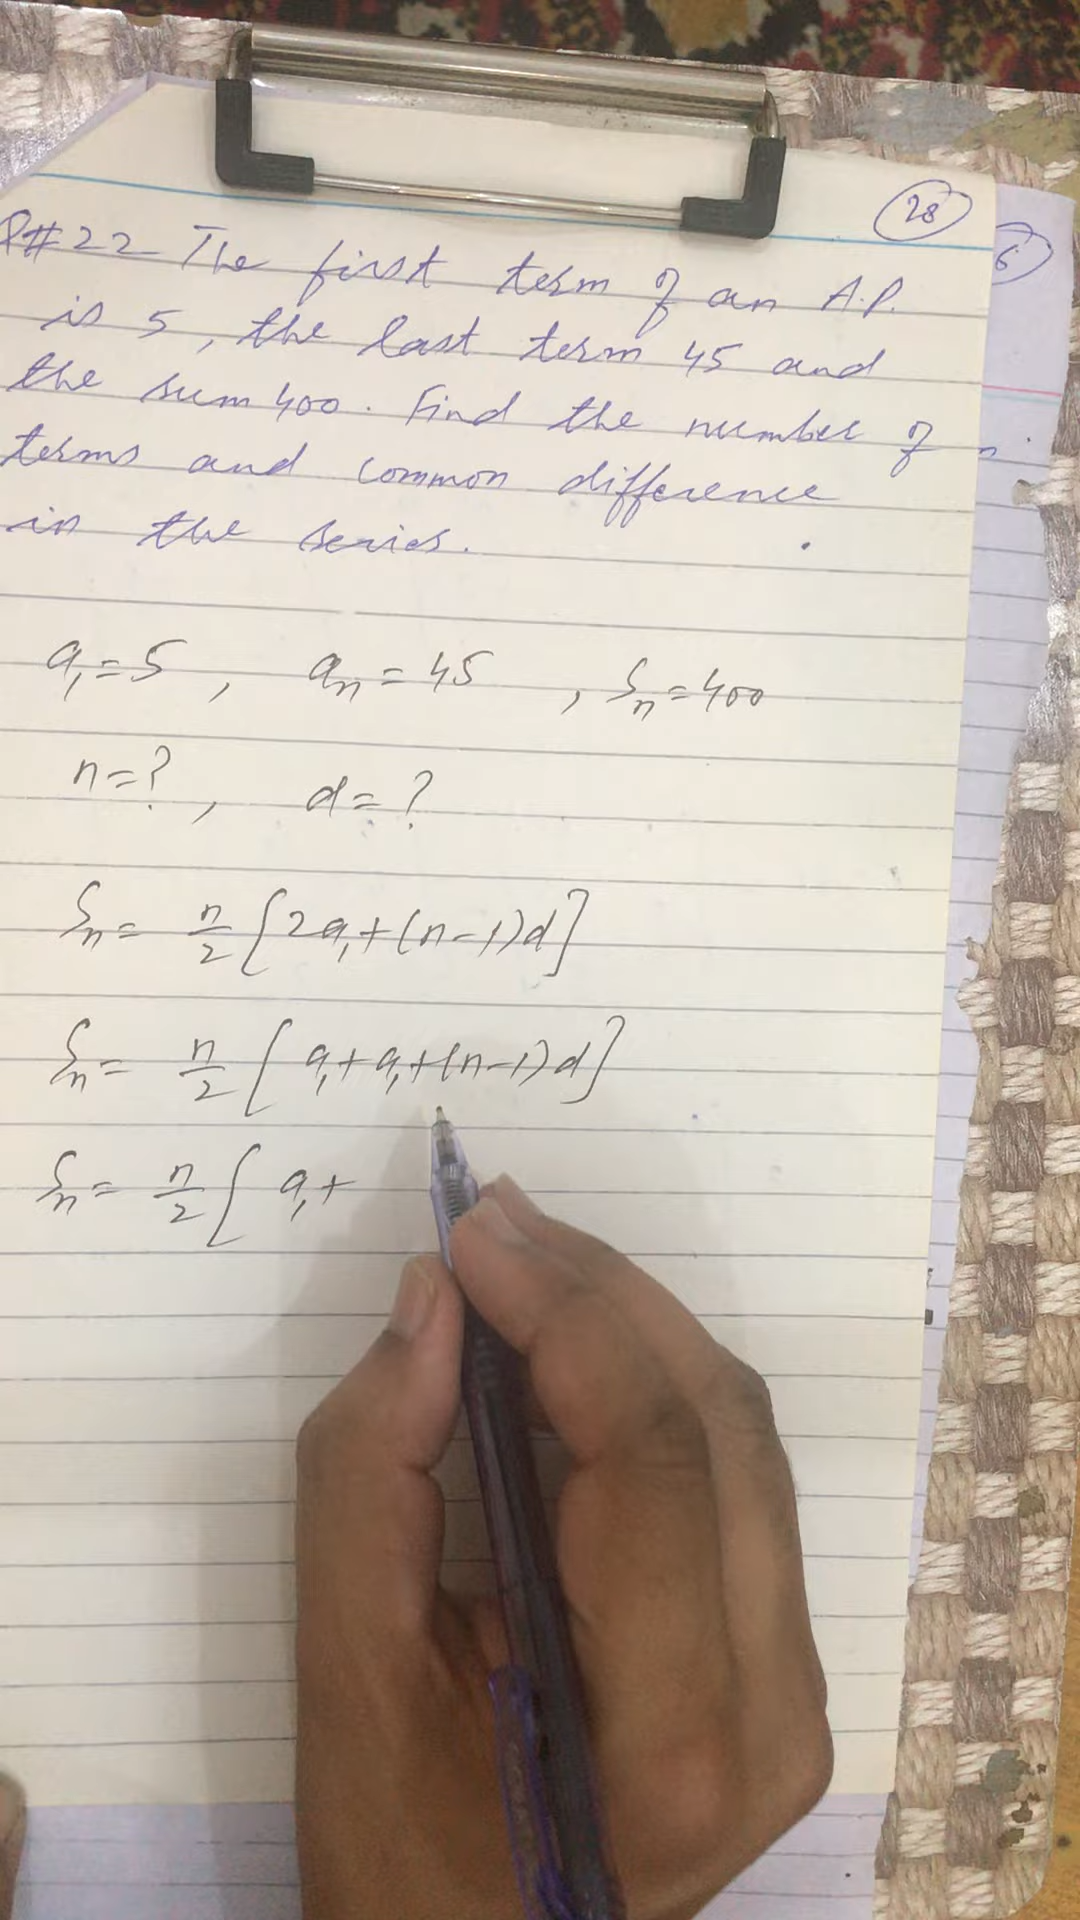 28
6
P#22 The first term of an A.P.
is 5, the last term 45 and
the sum 400. Find the number of
terms and common difference
in the series.
a₁=5 , aₙ=45 , Sₙ=400
n=? , d=?
Sₙ= n/2 [2a₁+(n-1)d]
Sₙ= n/2 [a₁+a₁+(n-1)d]
Sₙ= n/2 [a₁+